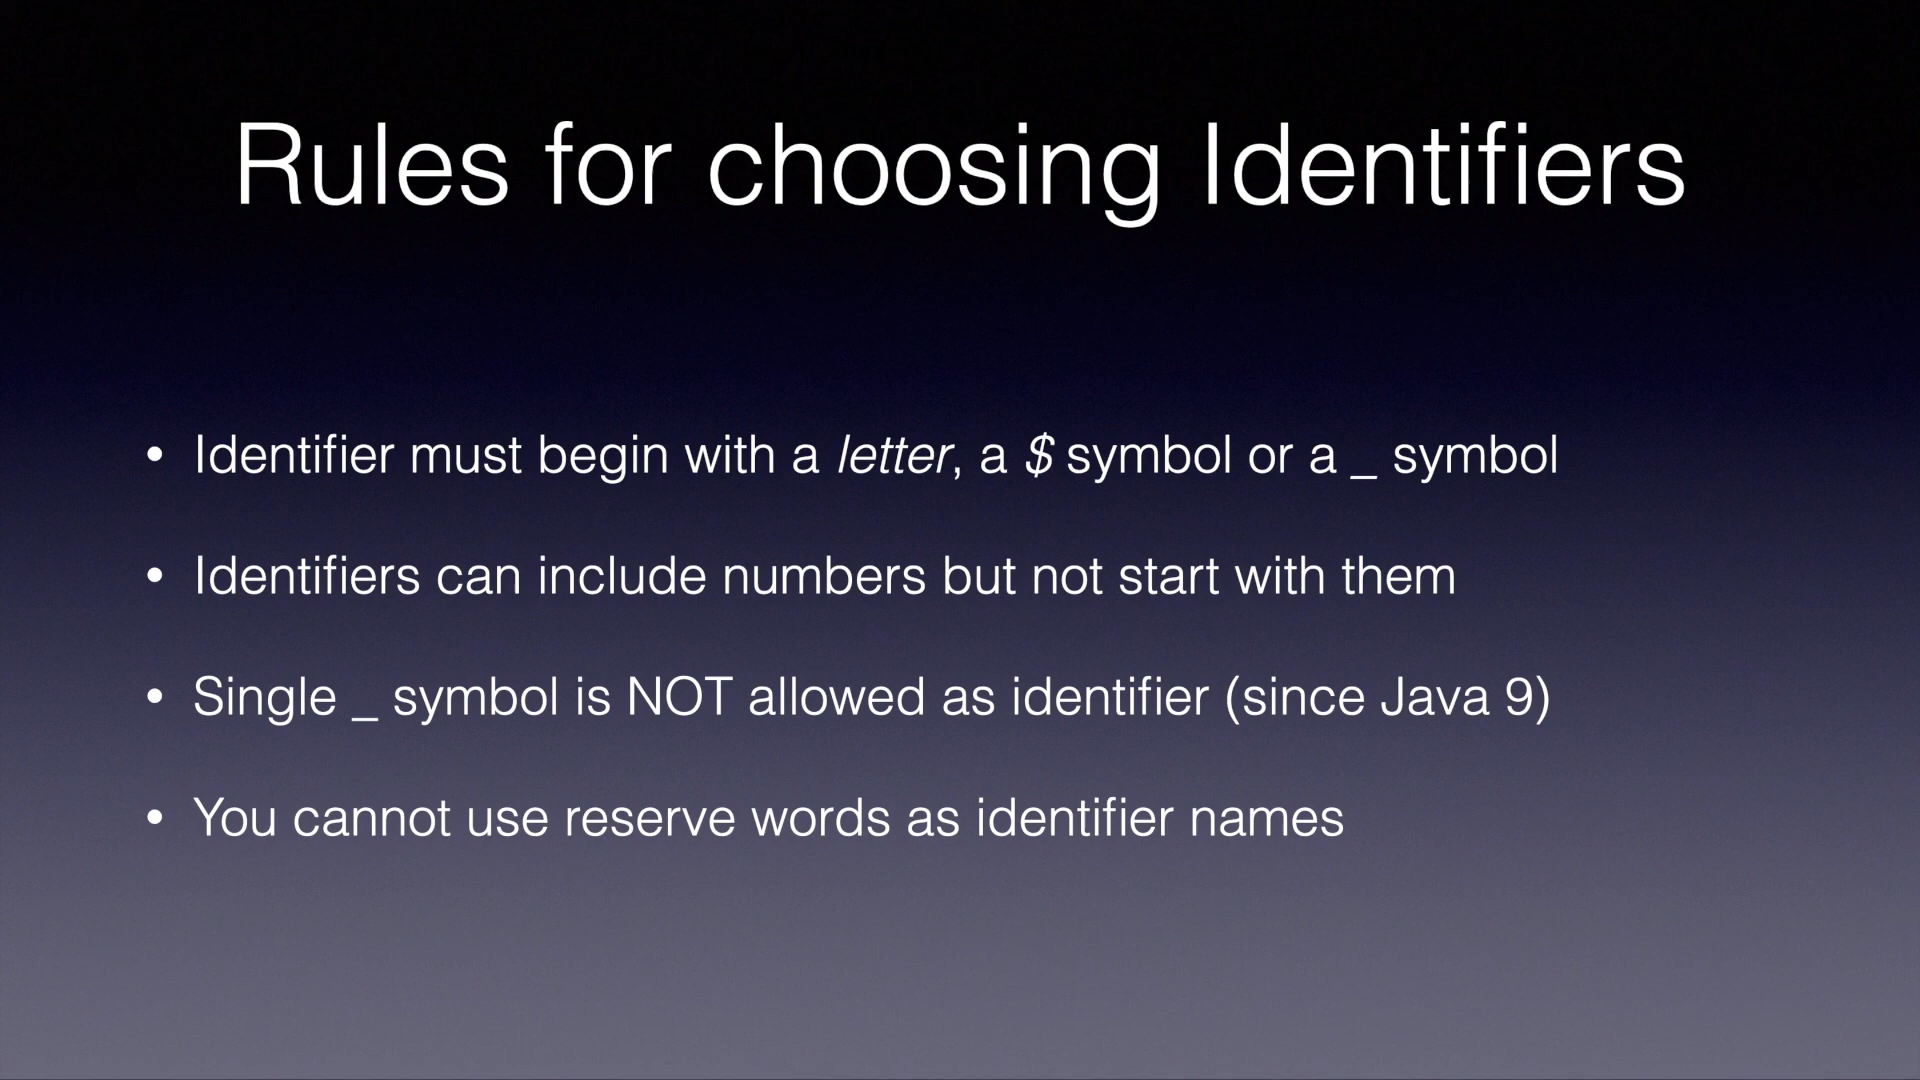 Rules for choosing Identifiers
• Identifier must begin with a letter, a $ symbol or a _ symbol
• Identifiers can include numbers but not start with them
• Single _ symbol is NOT allowed as identifier (since Java 9)
• You cannot use reserve words as identifier names